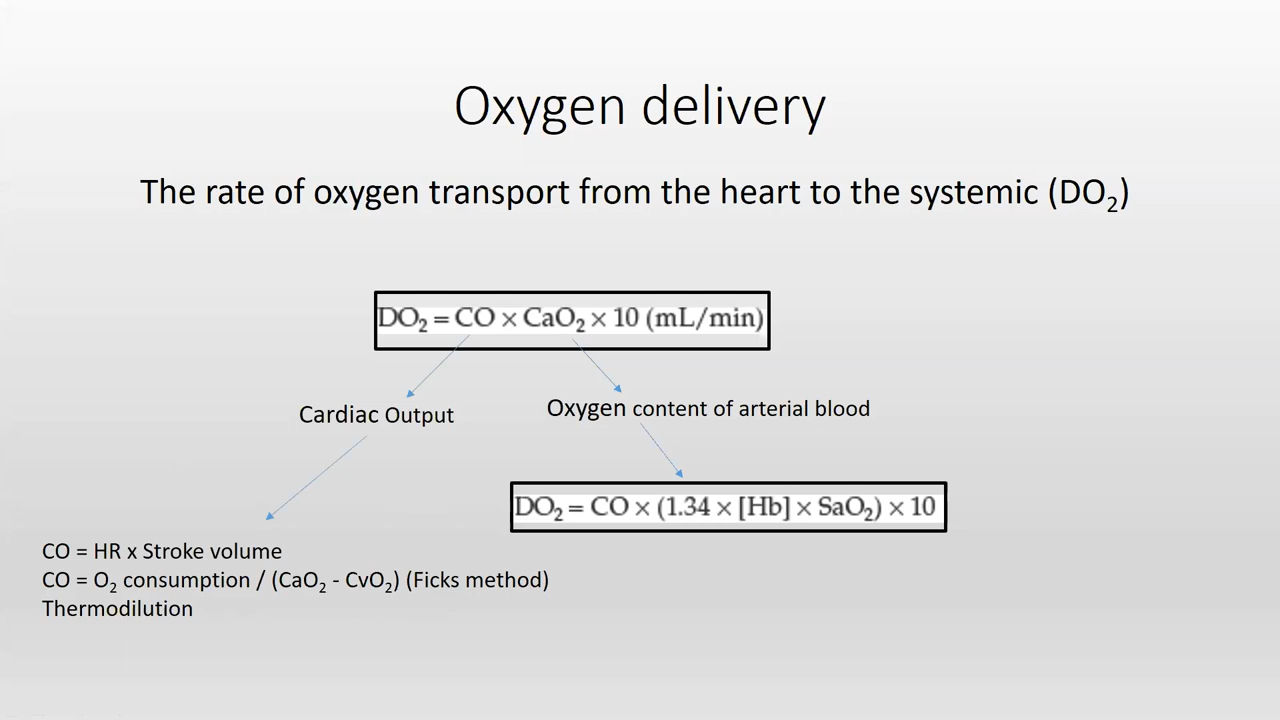 Oxygen delivery
The rate of oxygen transport from the heart to the systemic (DO₂)
DO₂ = CO × CaO₂ × 10 (mL/min)
Cardiac Output
Oxygen content of arterial blood
DO₂ = CO × (1.34 × [Hb] × SaO₂) × 10
CO = HR x Stroke volume
CO = O₂ consumption / (CaO₂ - CvO₂) (Ficks method)
Thermodilution